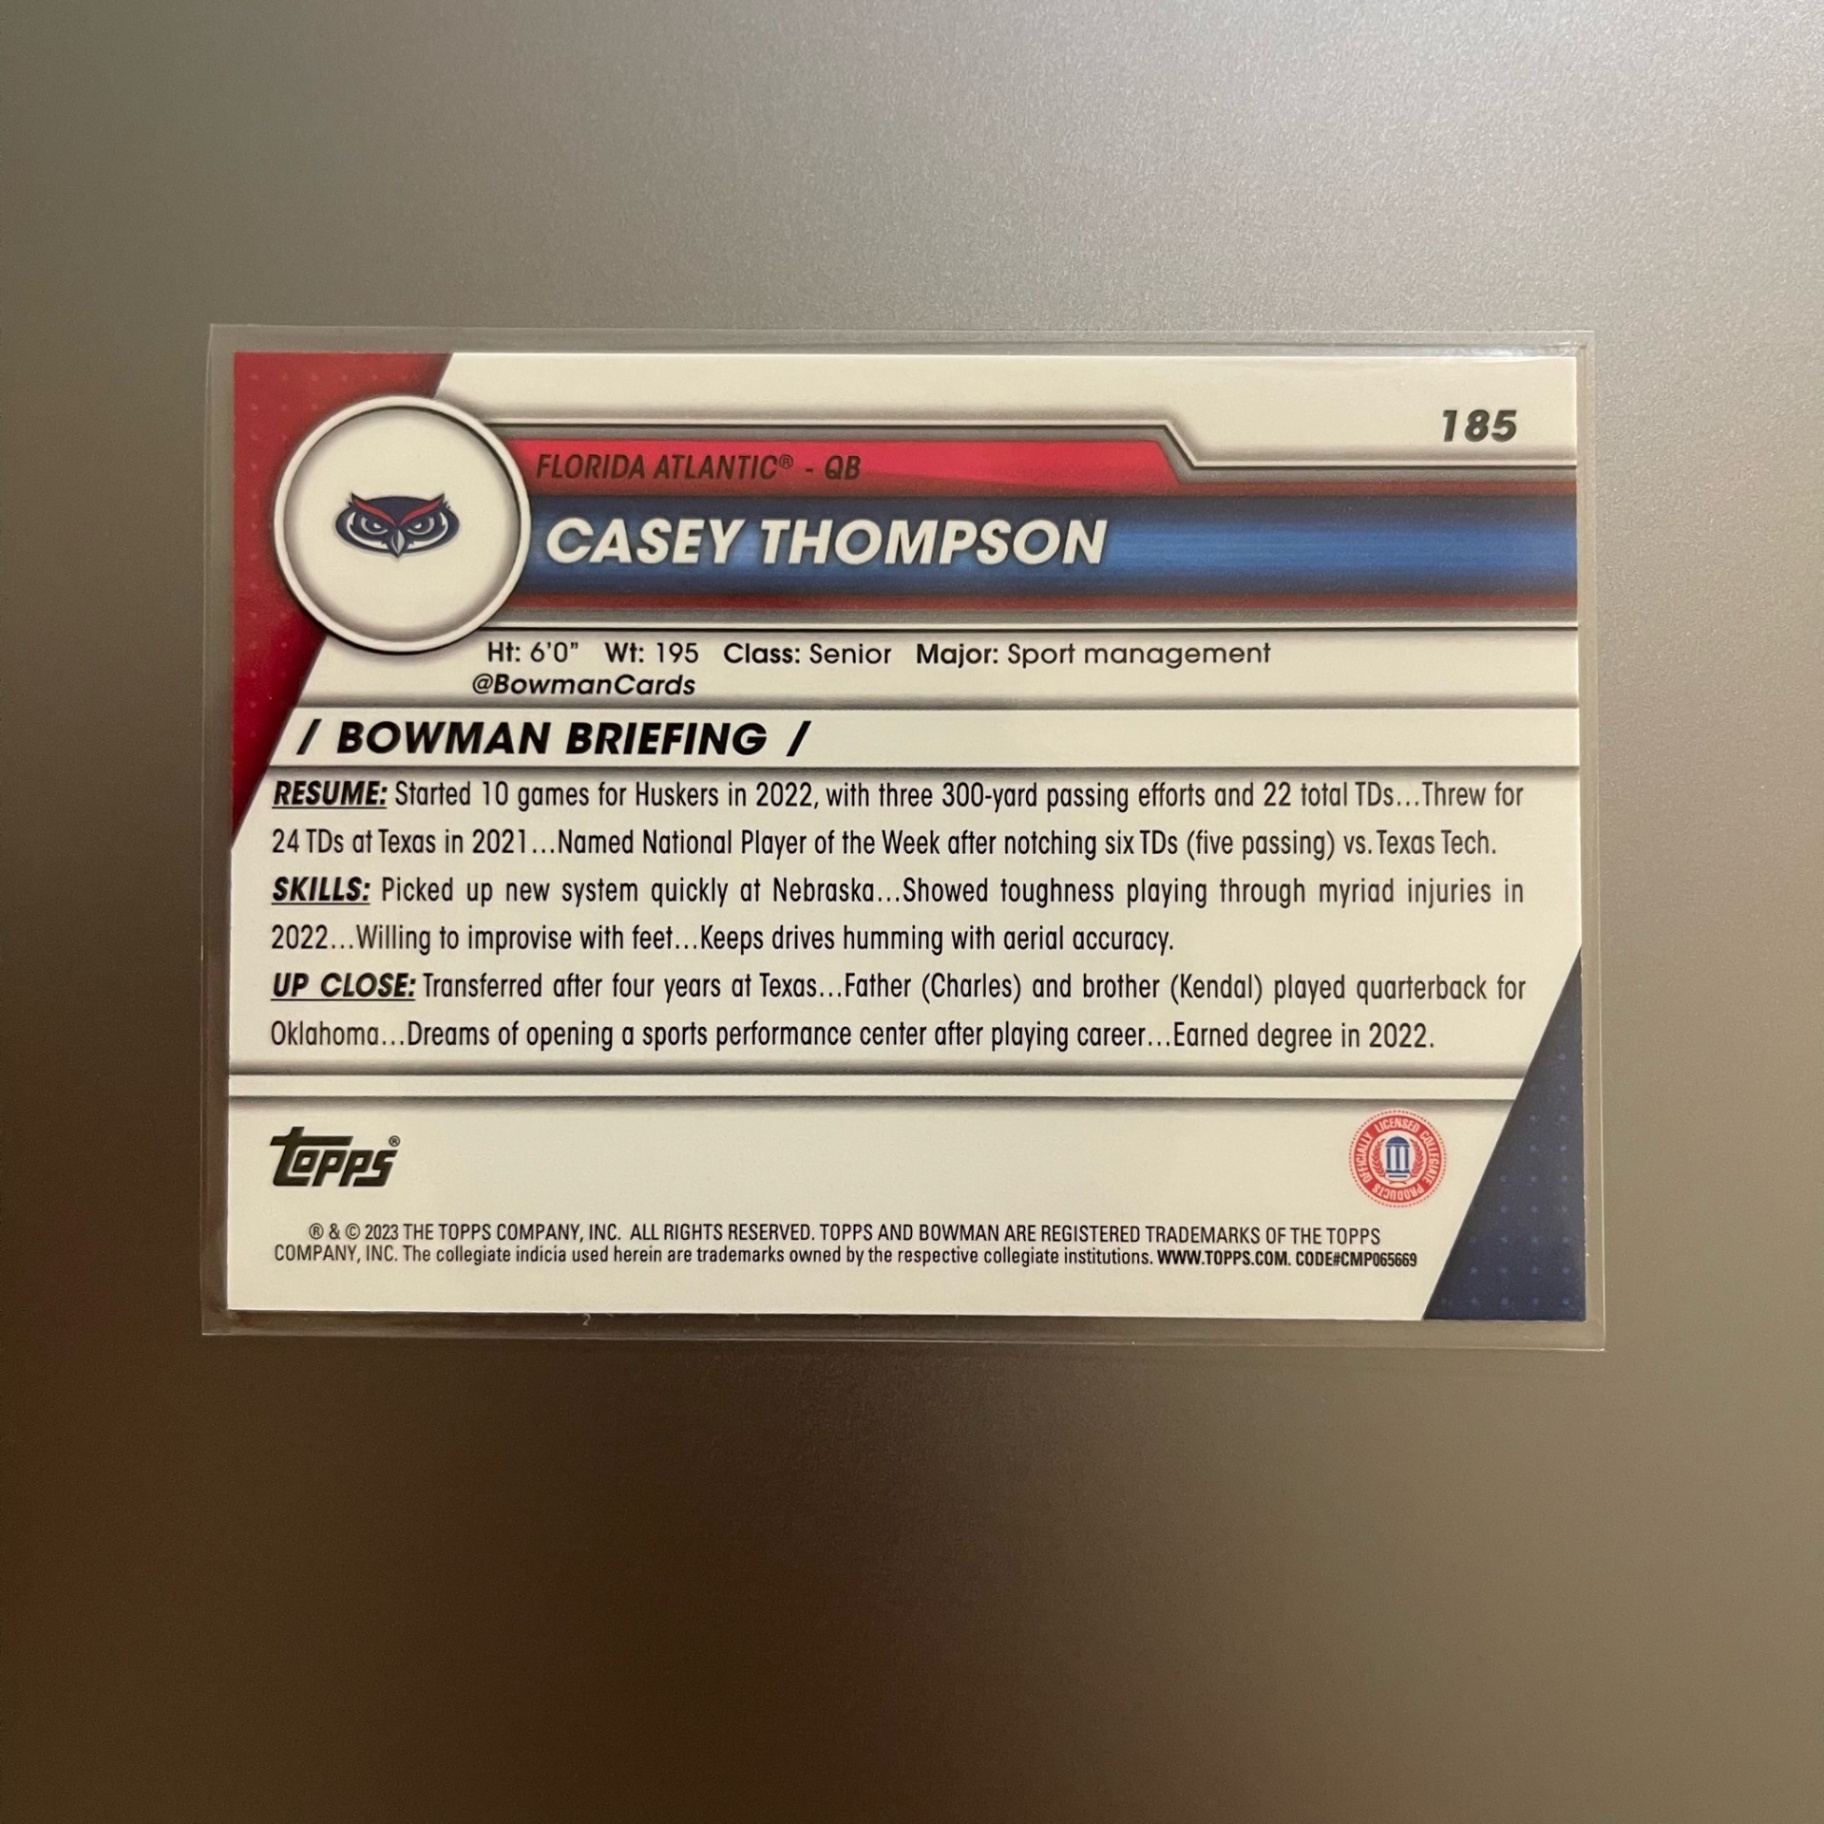 185
FLORIDA ATLANTIC® - QB
CASEY THOMPSON
Ht: 6'0" Wt: 195 Class: Senior Major: Sport management
@BowmanCards
/ BOWMAN BRIEFING /
RESUME: Started 10 games for Huskers in 2022, with three 300-yard passing efforts and 22 total TDs...Threw for
24 TDs at Texas in 2021...Named National Player of the Week after notching six TDs (five passing) vs. Texas Tech.
SKILLS: Picked up new system quickly at Nebraska...Showed toughness playing through myriad injuries in
2022...Willing to improvise with feet...Keeps drives humming with aerial accuracy.
UP CLOSE: Transferred after four years at Texas...Father (Charles) and brother (Kendal) played quarterback for
Oklahoma...Dreams of opening a sports performance center after playing career...Earned degree in 2022.
topps®
OFFICIALLY LICENSED COLLEGIATE PRODUCTS
® & © 2023 THE TOPPS COMPANY, INC. ALL RIGHTS RESERVED. TOPPS AND BOWMAN ARE REGISTERED TRADEMARKS OF THE TOPPS
COMPANY, INC. The collegiate indicia used herein are trademarks owned by the respective collegiate institutions. WWW.TOPPS.COM. CODE#CMP065669